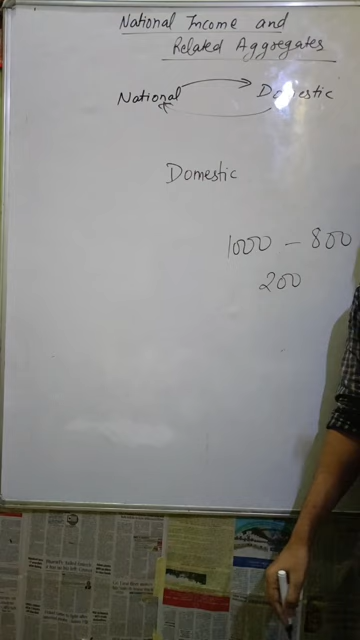 National Income and
Related Aggregates
National Domestic
Domestic
1000 - 800
200